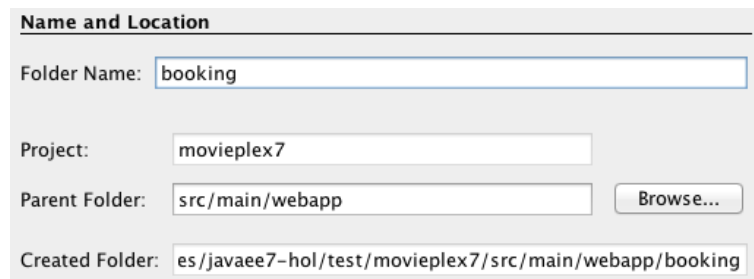 Name and Location
Folder Name: booking
Project: movieplex7
Parent Folder: src/main/webapp Browse...
Created Folder: es/javaee7-hol/test/movieplex7/src/main/webapp/booking